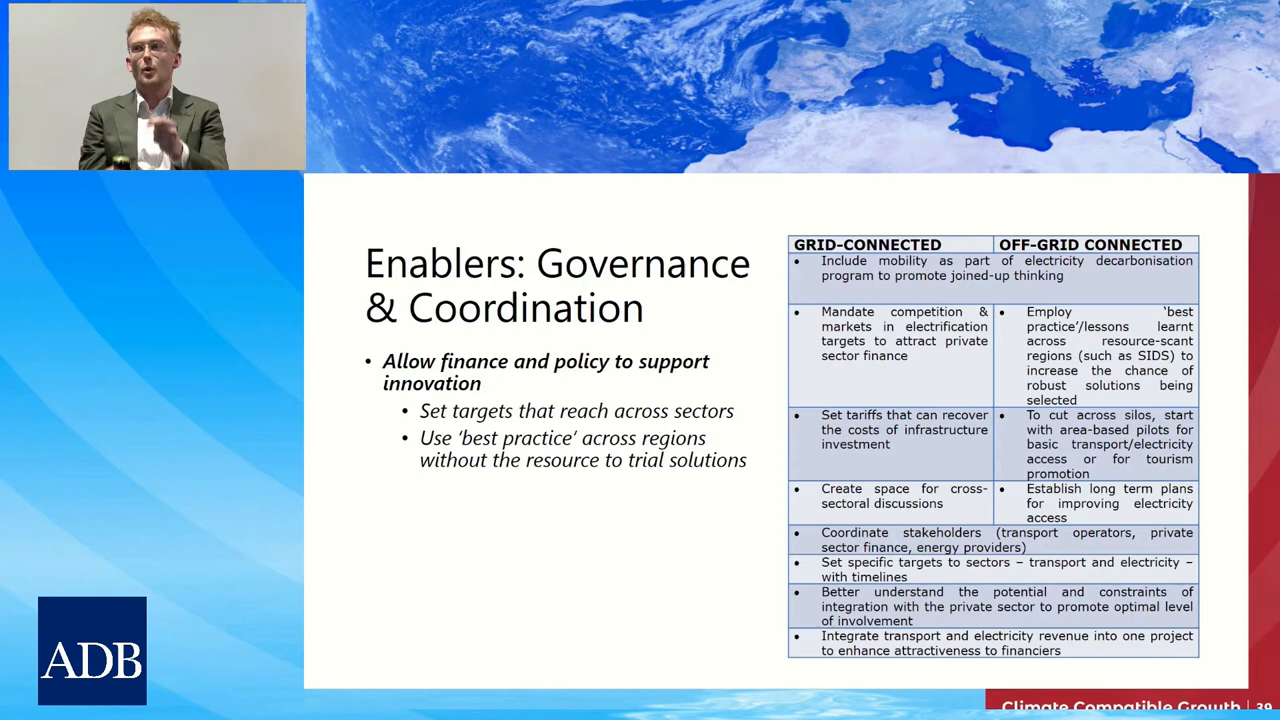 Enablers: Governance
& Coordination
• Allow finance and policy to support
innovation
• Set targets that reach across sectors
• Use ‘best practice’ across regions
without the resource to trial solutions
GRID-CONNECTED
OFF-GRID CONNECTED
• Include mobility as part of electricity decarbonisation
program to promote joined-up thinking
• Mandate competition &
markets in electrification
targets to attract private
sector finance
• Employ ‘best
practice’/lessons learnt
across resource-scant
regions (such as SIDS) to
increase the chance of
robust solutions being
selected
• Set tariffs that can recover
the costs of infrastructure
investment
• To cut across silos, start
with area-based pilots for
basic transport/electricity
access or for tourism
promotion
• Create space for cross-
sectoral discussions
• Establish long term plans
for improving electricity
access
• Coordinate stakeholders (transport operators, private
sector finance, energy providers)
• Set specific targets to sectors – transport and electricity –
with timelines
• Better understand the potential and constraints of
integration with the private sector to promote optimal level
of involvement
• Integrate transport and electricity revenue into one project
to enhance attractiveness to financiers
ADB
Climate Compatible Growth | 39